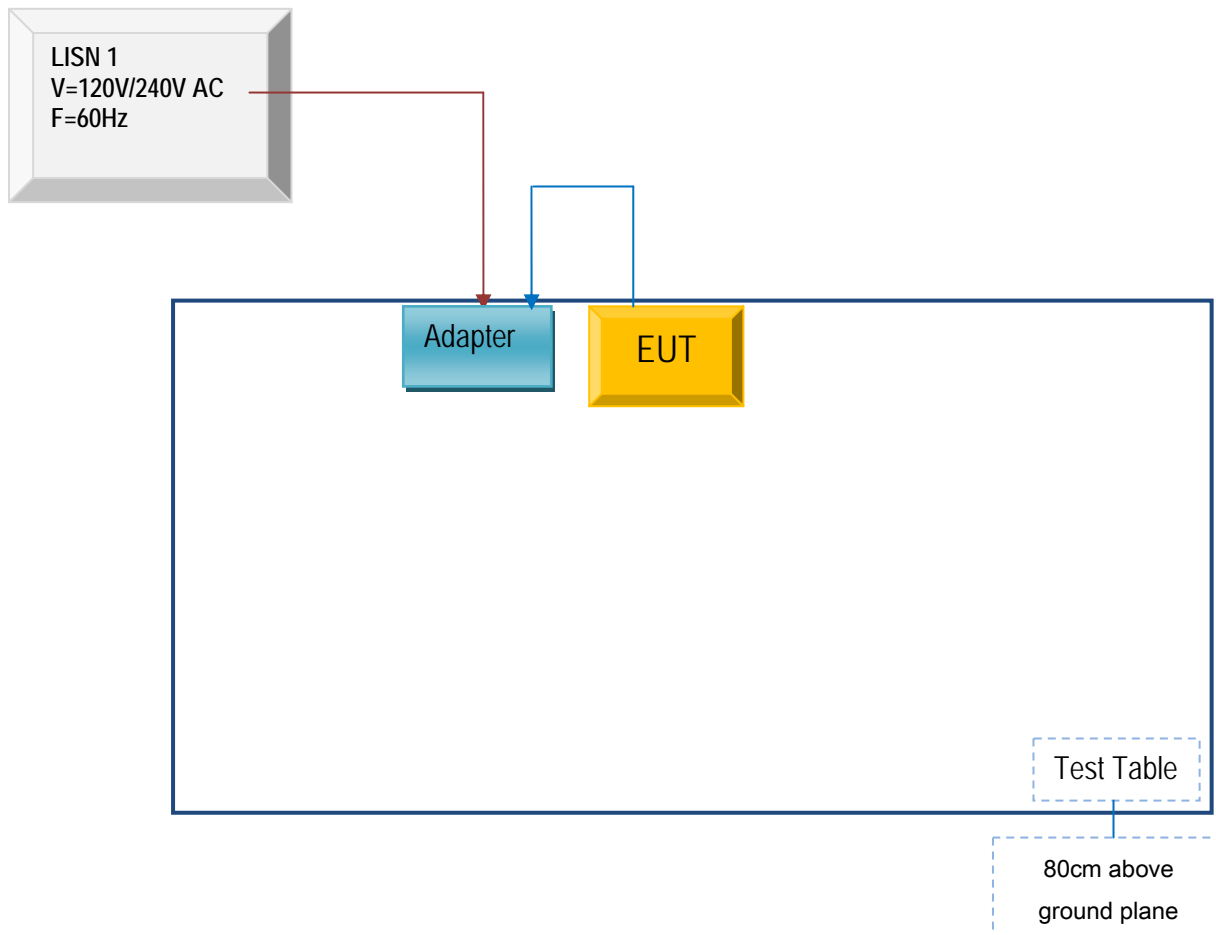 LISN 1
V=120V/240V AC
F=60Hz
Adapter
EUT
Test Table
80cm above
ground plane